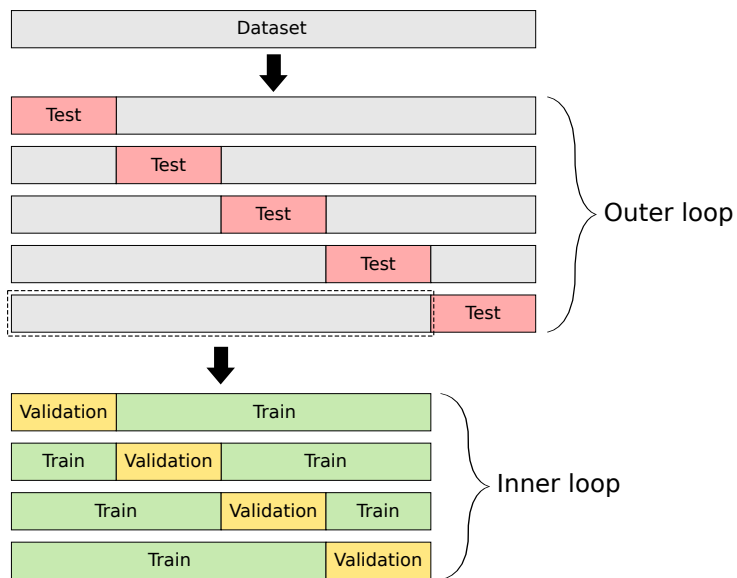 Dataset
Test
Test
Test
Outer loop
Test
Test
Validation Train
Train Validation Train
Inner loop
Train Validation Train
Train Validation